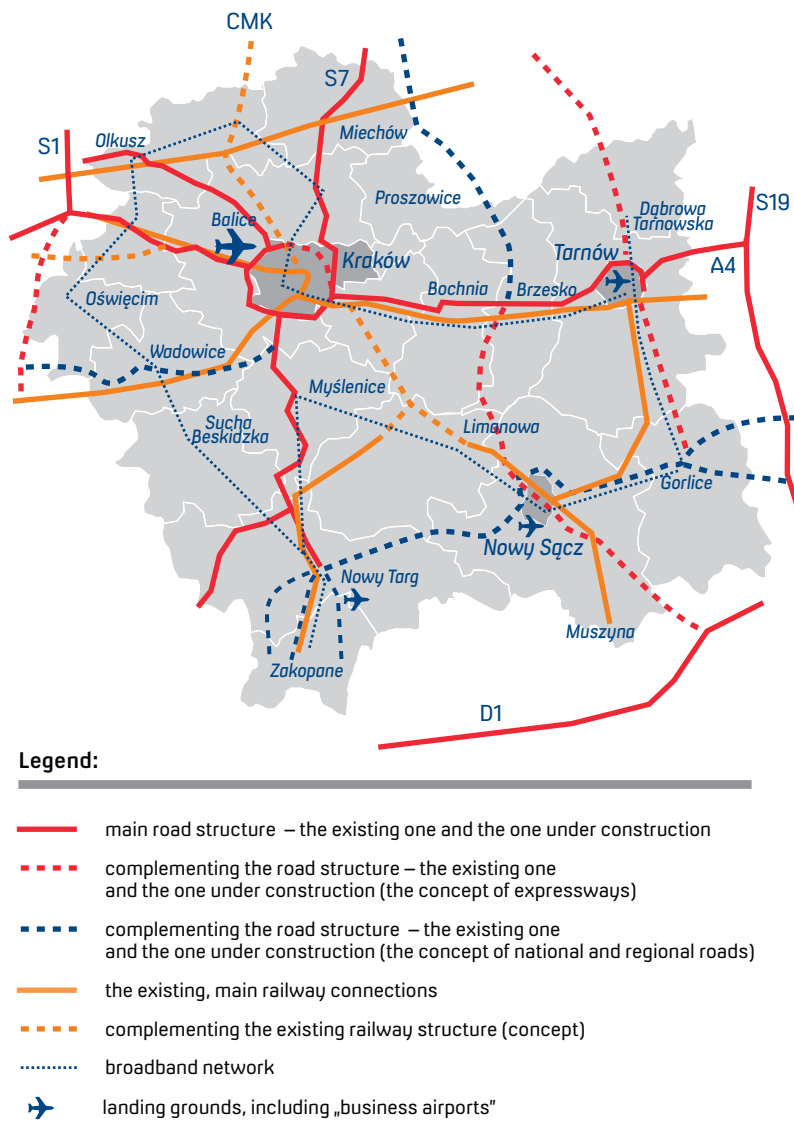 CMK
S7
S1
Olkusz
Miechów
Proszowice
S19
Balice
Dąbrowa
Tarnowska
Kraków
Tarnów
A4
Bochnia
Brzesko
Oświęcim
Wadowice
Myślenice
Sucha
Beskidzka
Limanowa
Gorlice
Nowy Sącz
Nowy Targ
Muszyna
Zakopane
D1
Legend:
main road structure – the existing one and the one under construction
complementing the road structure – the existing one
and the one under construction (the concept of expressways)
complementing the road structure – the existing one
and the one under construction (the concept of national and regional roads)
the existing, main railway connections
complementing the existing railway structure (concept)
broadband network
landing grounds, including „business airports”